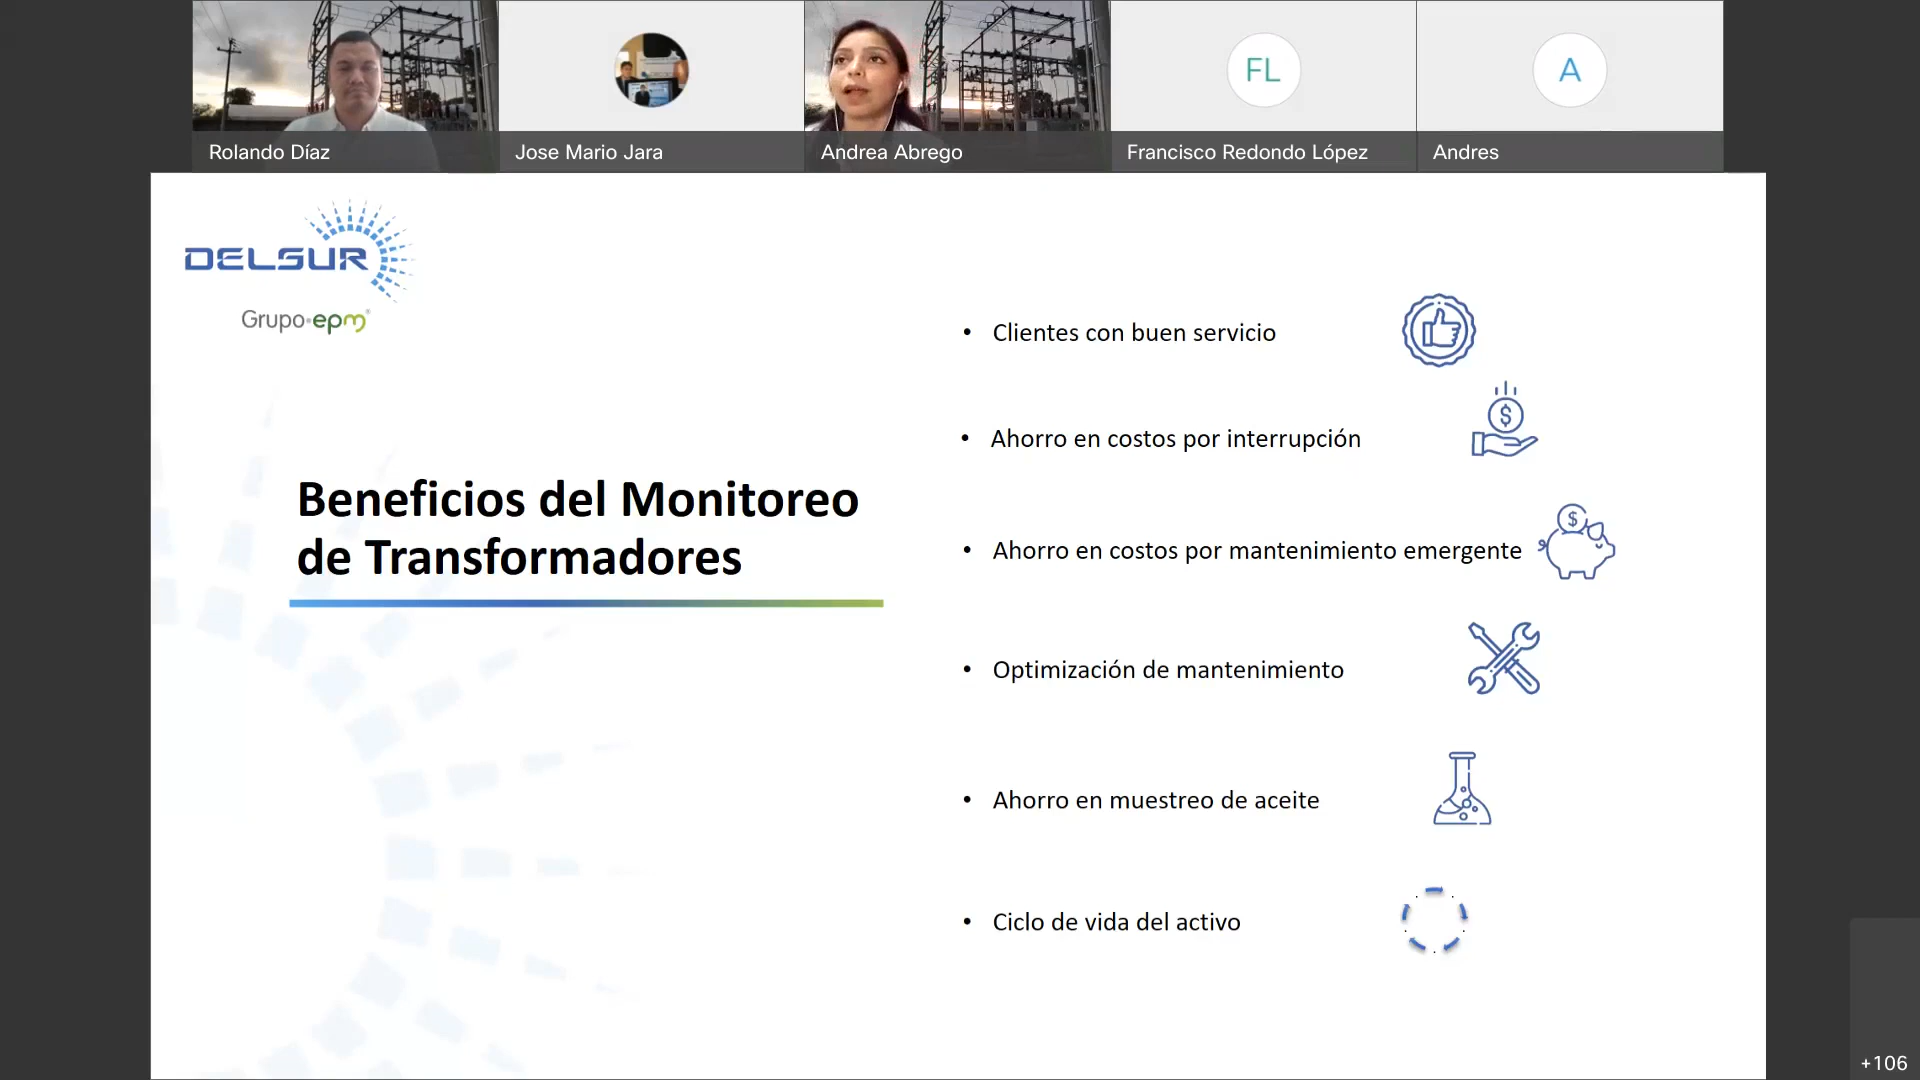 Rolando Díaz
Jose Mario Jara
Andrea Abrego
FL
Francisco Redondo López
A
Andres
DELSUR
Grupo·epm®
Beneficios del Monitoreo
de Transformadores
• Clientes con buen servicio
• Ahorro en costos por interrupción
$
• Ahorro en costos por mantenimiento emergente
$
• Optimización de mantenimiento
• Ahorro en muestreo de aceite
• Ciclo de vida del activo
+106